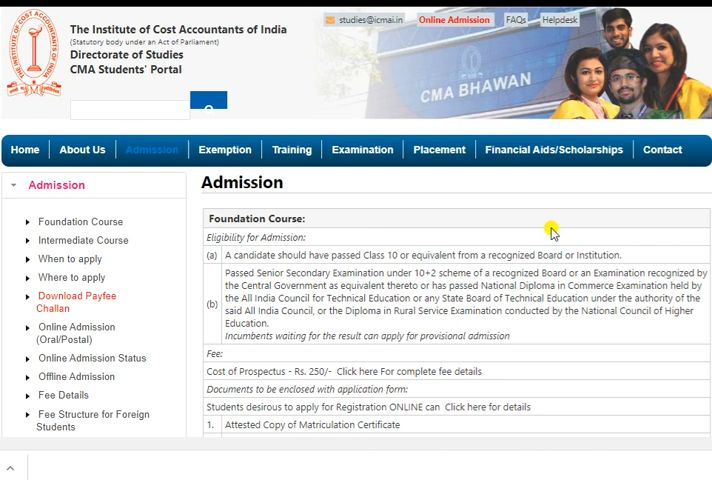 The Institute of Cost Accountants of India
(Statutory body under an Act of Parliament)
Directorate of Studies
CMA Students' Portal
studies@icmai.in
Online Admission
FAQs
Helpdesk
CMA BHAWAN
THE INSTITUTE OF COST ACCOUNTANTS OF INDIA
Home
About Us
Admission
Exemption
Training
Examination
Placement
Financial Aids/Scholarships
Contact
Admission
Foundation Course
Intermediate Course
When to apply
Where to apply
Download Payfee
Challan
Online Admission
(Oral/Postal)
Online Admission Status
Offline Admission
Fee Details
Fee Structure for Foreign
Students
Admission
Foundation Course:
Eligibility for Admission:
(a) A candidate should have passed Class 10 or equivalent from a recognized Board or Institution.
(b) Passed Senior Secondary Examination under 10+2 scheme of a recognized Board or an Examination recognized by
the Central Government as equivalent thereto or has passed National Diploma in Commerce Examination held by
the All India Council for Technical Education or any State Board of Technical Education under the authority of the
said All India Council, or the Diploma in Rural Service Examination conducted by the National Council of Higher
Education.
Incumbents waiting for the result can apply for provisional admission
Fee:
Cost of Prospectus - Rs. 250/- Click here For complete fee details
Documents to be enclosed with application form:
Students desirous to apply for Registration ONLINE can Click here for details
1. Attested Copy of Matriculation Certificate